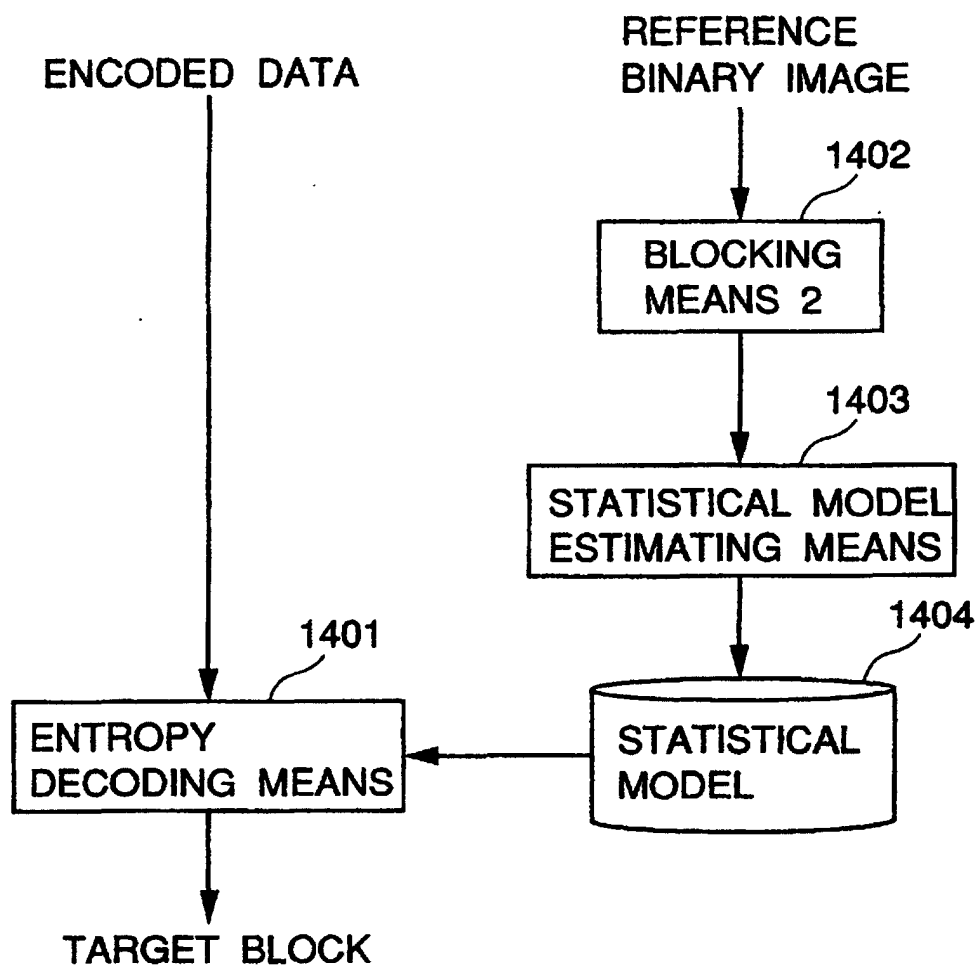 ENCODED DATA
REFERENCE
BINARY IMAGE
1402
BLOCKING
MEANS 2
1403
STATISTICAL MODEL
ESTIMATING MEANS
1404
STATISTICAL
MODEL
1401
ENTROPY
DECODING MEANS
TARGET BLOCK